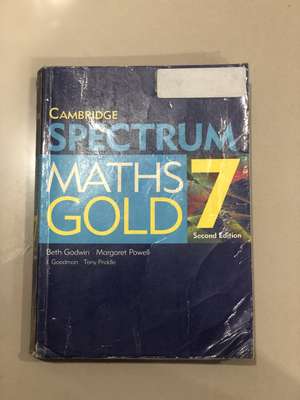 CAMBRIDGE
SPECTRUM
MATHS
GOLD 7
Second Edition
Beth Godwin · Margaret Powell
J. Goodman · Tony Priddle